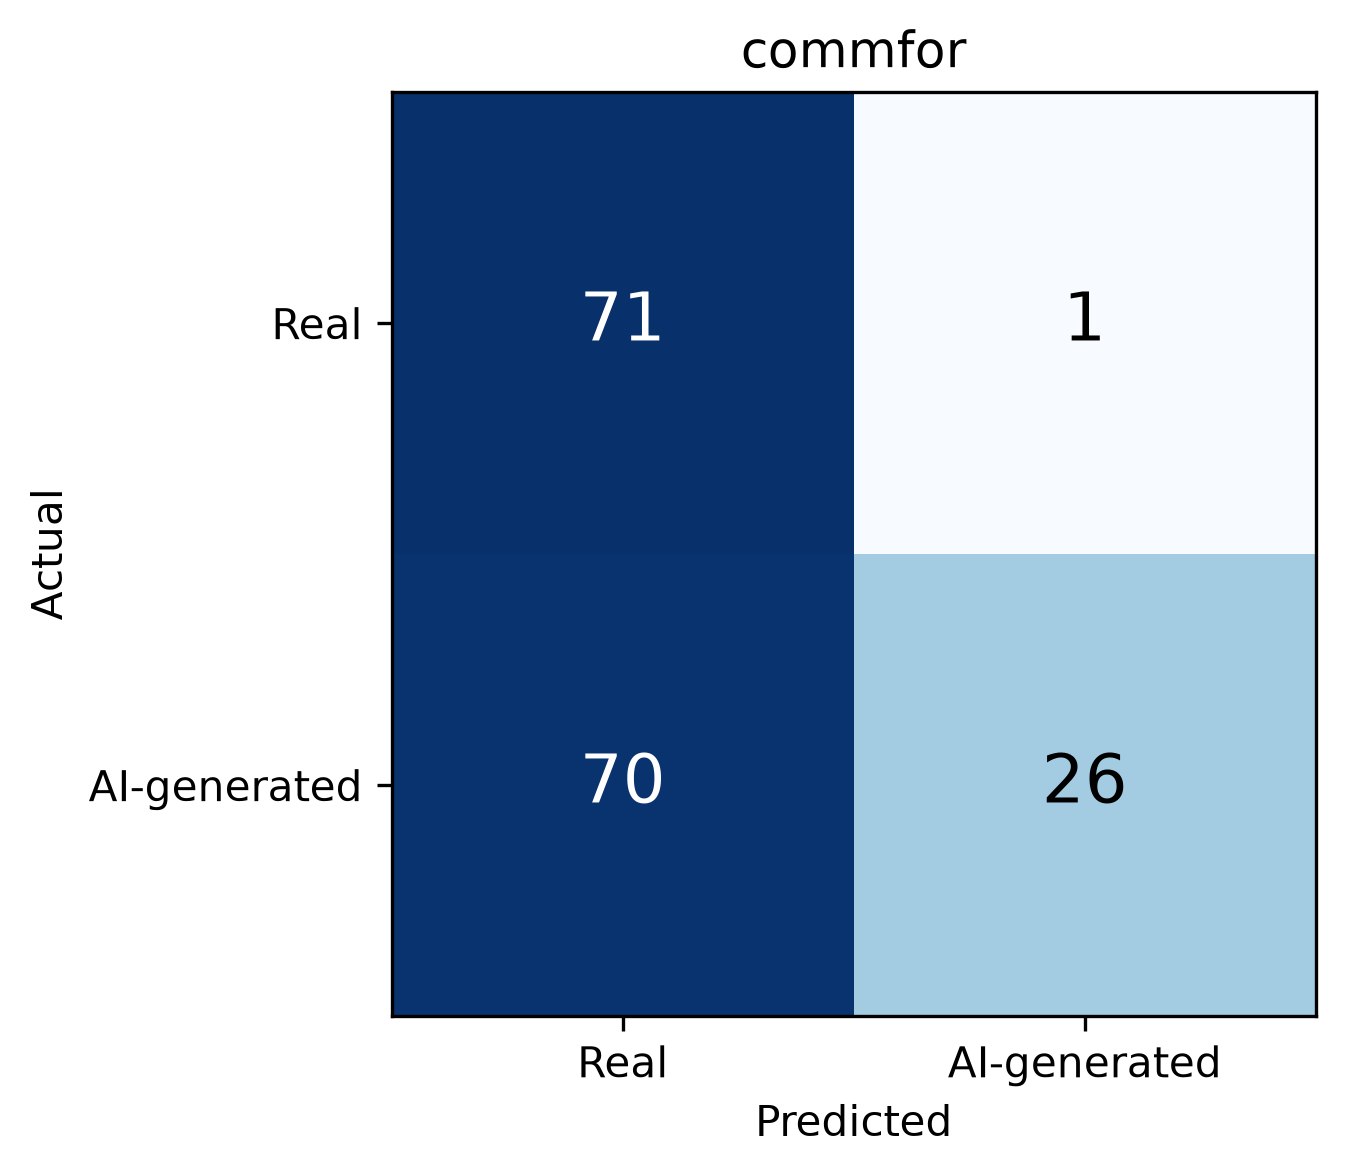 commfor
Real
71
1
Actual
AI-generated
70
26
Real
AI-generated
Predicted